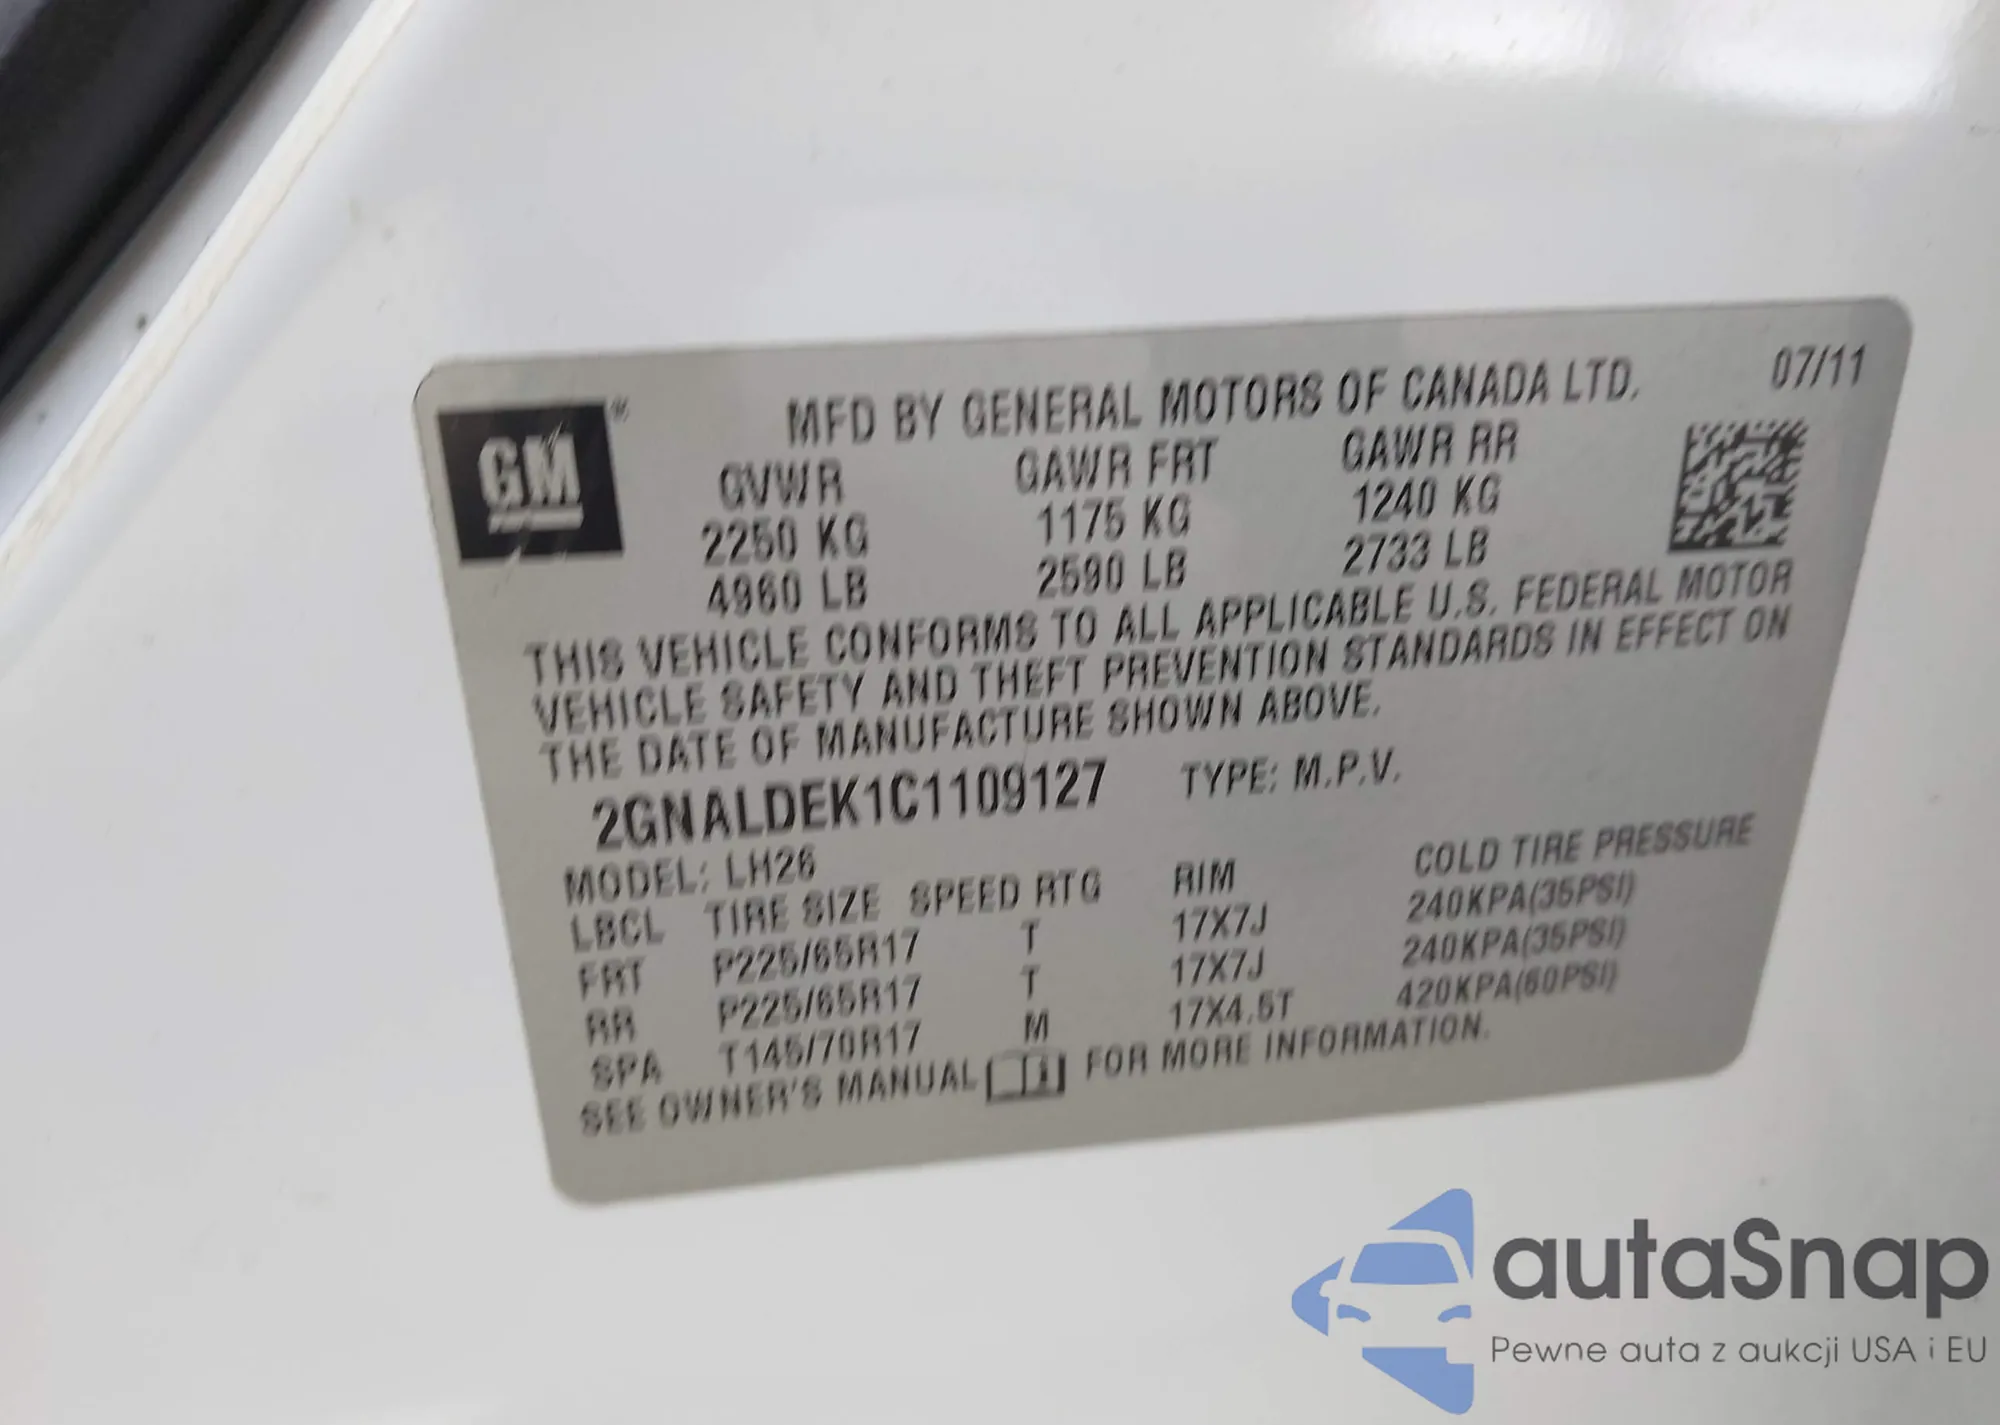 MFD BY GENERAL MOTORS OF CANADA LTD. 07/11
GM ®
GVWR GAWR FRT GAWR RR
2250 KG 1175 KG 1240 KG
4960 LB 2590 LB 2733 LB
THIS VEHICLE CONFORMS TO ALL APPLICABLE U.S. FEDERAL MOTOR
VEHICLE SAFETY AND THEFT PREVENTION STANDARDS IN EFFECT ON
THE DATE OF MANUFACTURE SHOWN ABOVE.
2GNALDEK1C1109127 TYPE: M.P.V.
MODEL: LH26
LBCL TIRE SIZE SPEED RTG RIM COLD TIRE PRESSURE
FRT P225/65R17 T 17X7J 240KPA(35PSI)
RR P225/65R17 T 17X7J 240KPA(35PSI)
SPA T145/70R17 M 17X4.5T 420KPA(60PSI)
SEE OWNER'S MANUAL FOR MORE INFORMATION.
autaSnap
Pewne auta z aukcji USA i EU